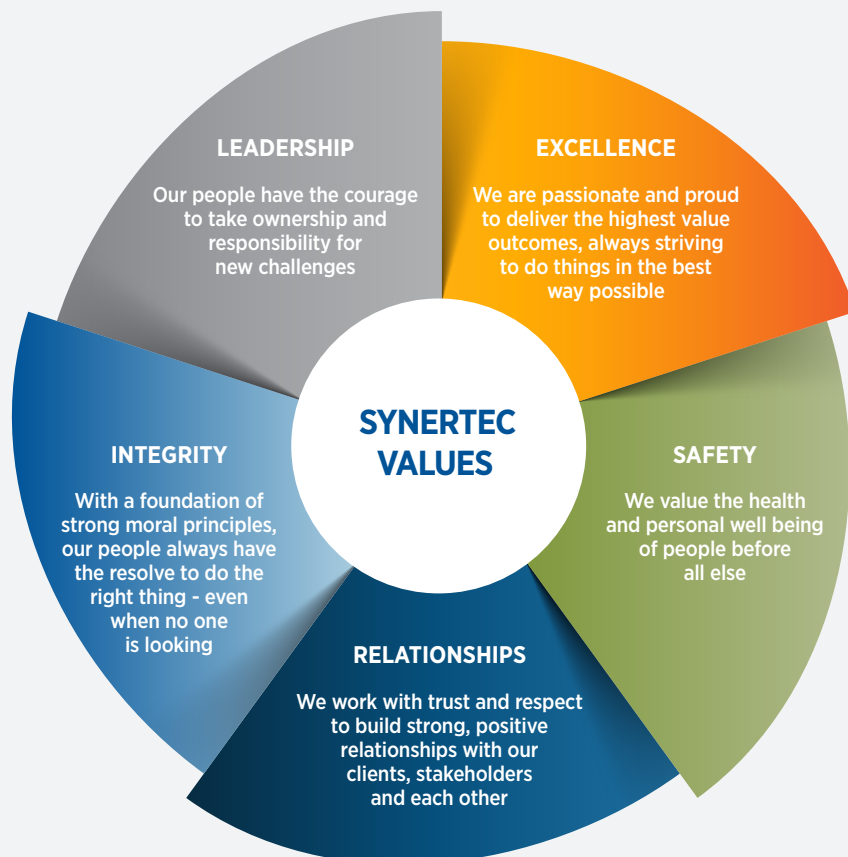 LEADERSHIP
Our people have the courage
to take ownership and
responsibility for
new challenges
EXCELLENCE
We are passionate and proud
to deliver the highest value
outcomes, always striving
to do things in the best
way possible
SYNERTEC
VALUES
INTEGRITY
With a foundation of
strong moral principles,
our people always have
the resolve to do the
right thing - even
when no one
is looking
SAFETY
We value the health
and personal well being
of people before
all else
RELATIONSHIPS
We work with trust and respect
to build strong, positive
relationships with our
clients, stakeholders
and each other